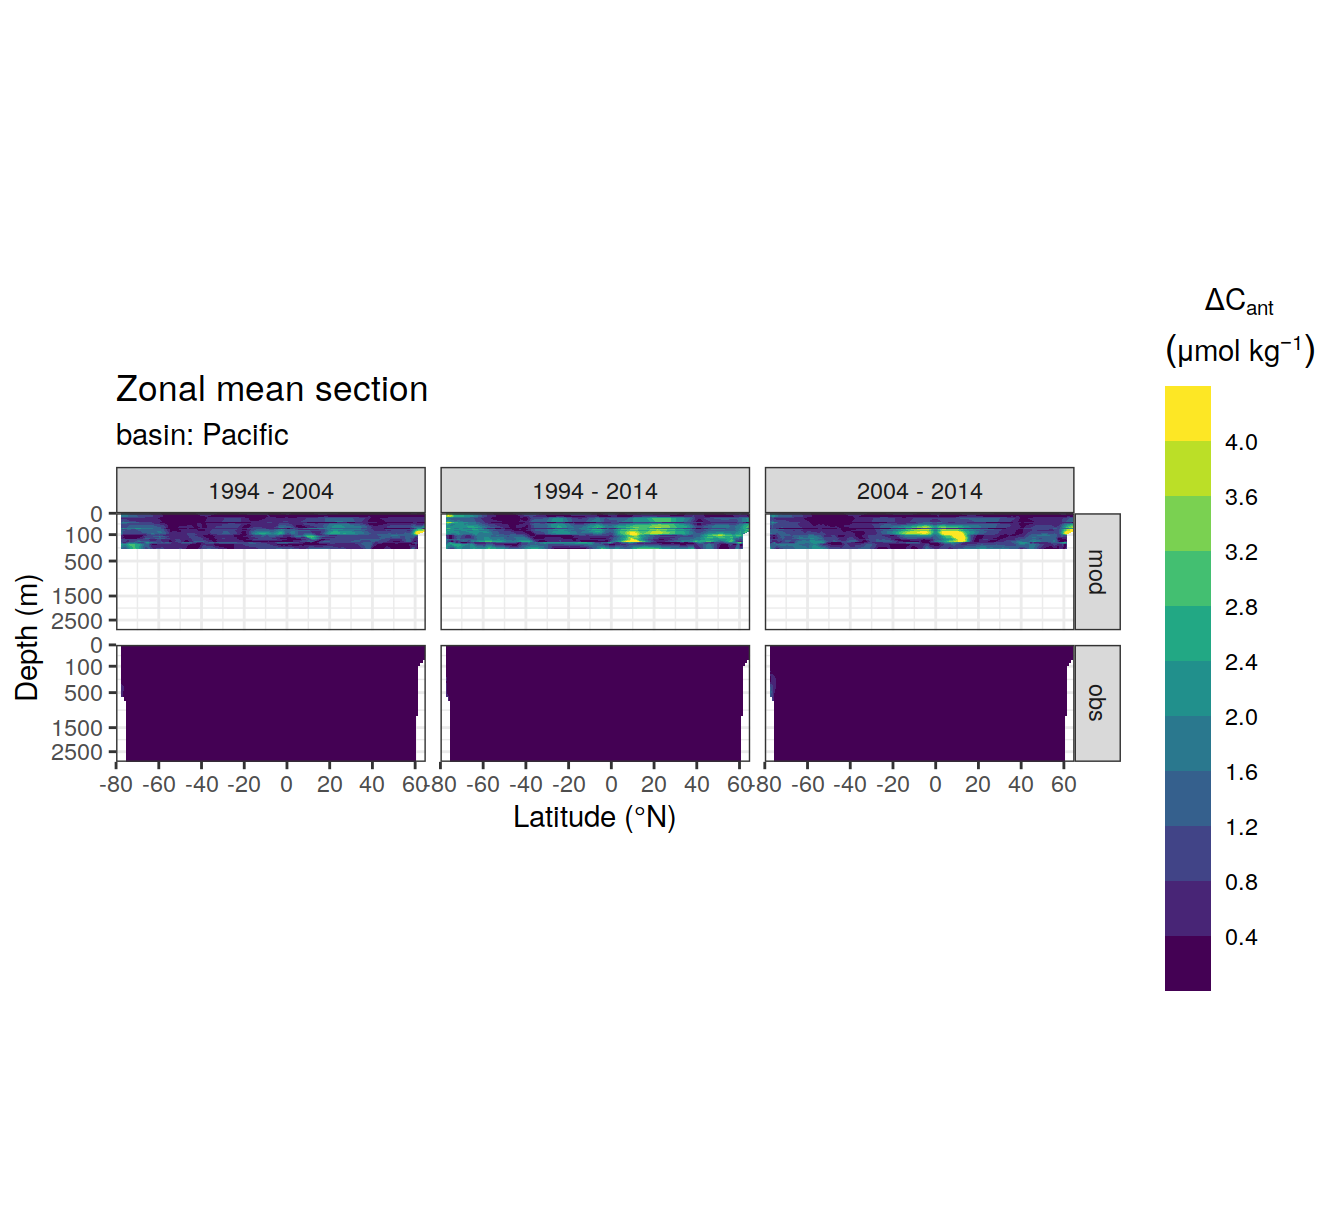 ΔCant
(μmol kg⁻¹)
Zonal mean section
basin: Pacific
1994 - 2004
1994 - 2014
2004 - 2014
0
100
500
1500
2500
mod
0
100
500
1500
2500
obs
Depth (m)
-80 -60 -40 -20 0 20 40 60
-80 -60 -40 -20 0 20 40 60
-80 -60 -40 -20 0 20 40 60
Latitude (°N)
4.0
3.6
3.2
2.8
2.4
2.0
1.6
1.2
0.8
0.4